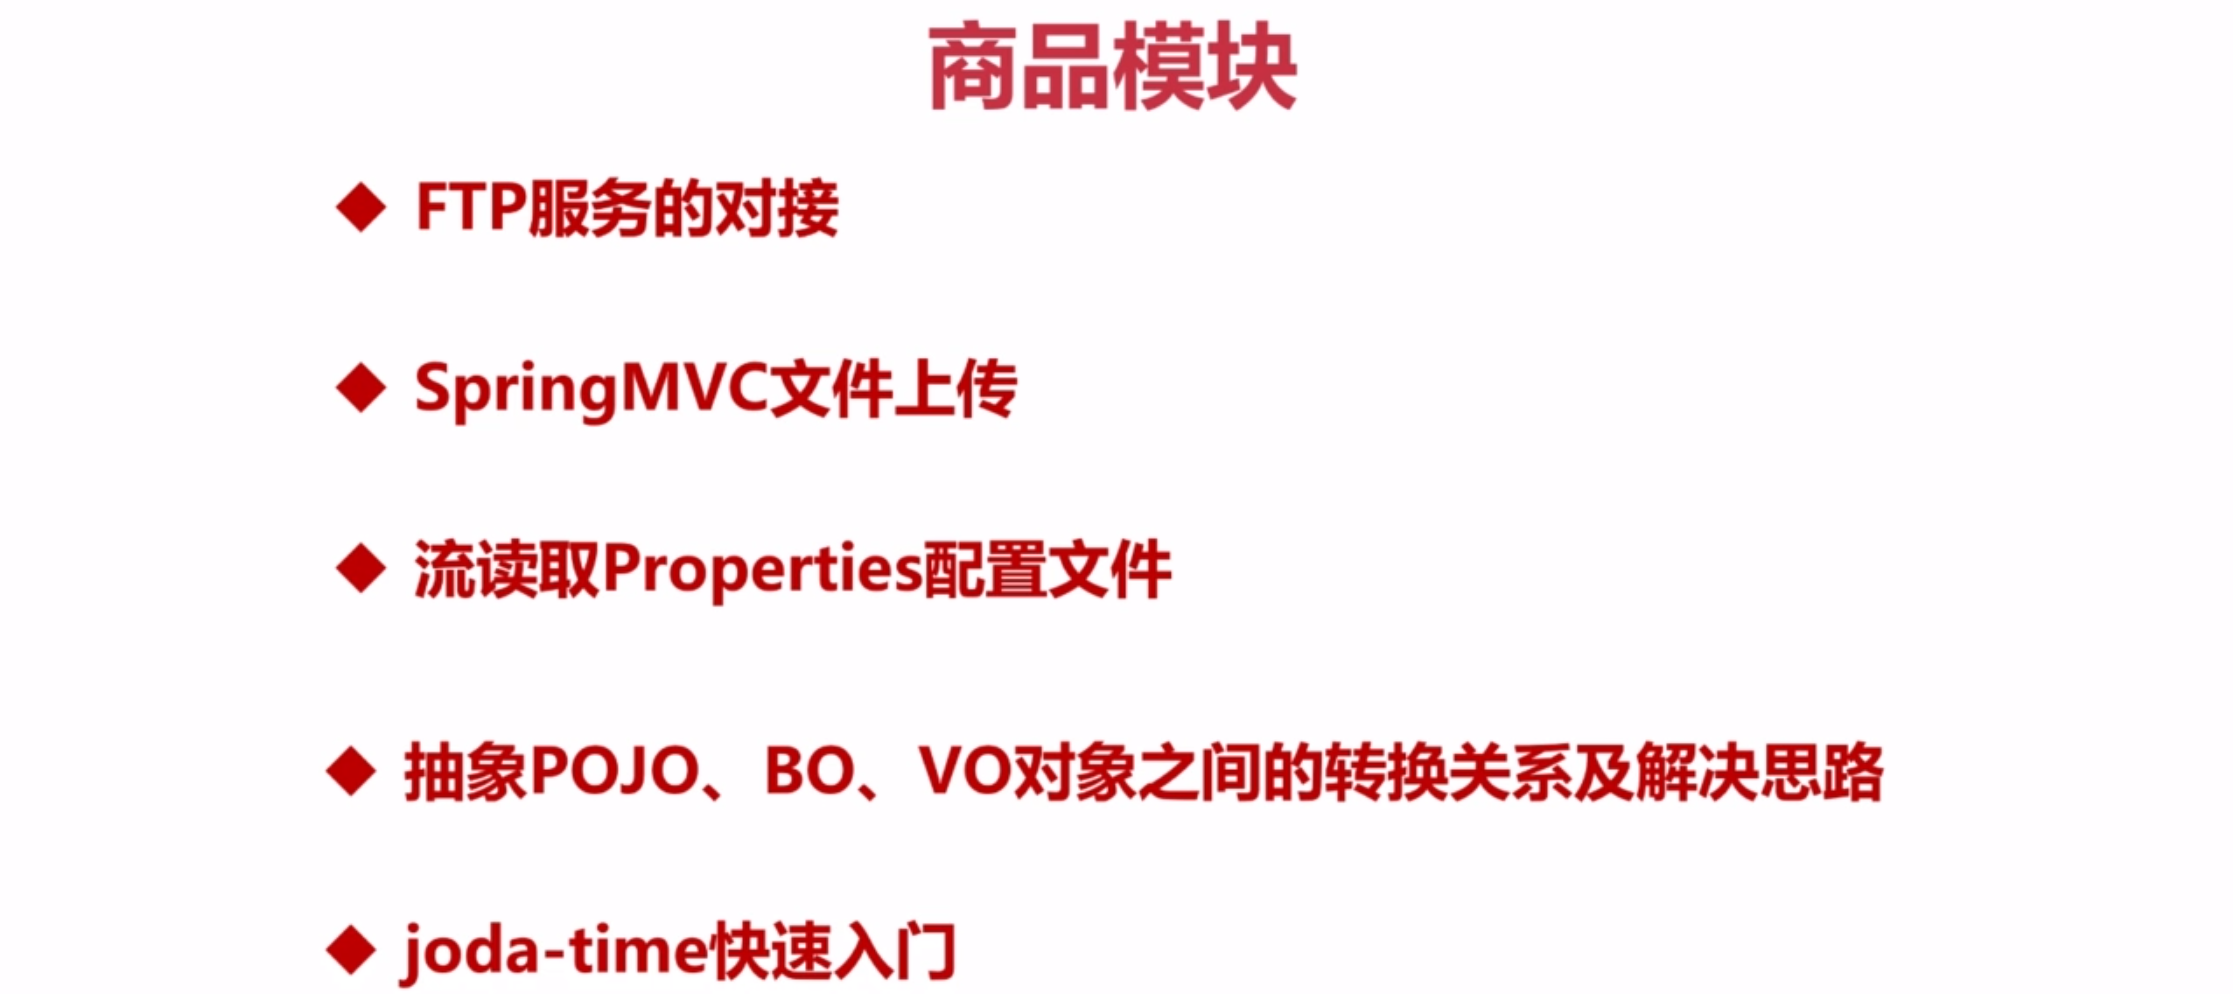 商品模块
◆ FTP服务的对接
◆ SpringMVC文件上传
◆ 流读取Properties配置文件
◆ 抽象POJO、BO、VO对象之间的转换关系及解决思路
◆ joda-time快速入门